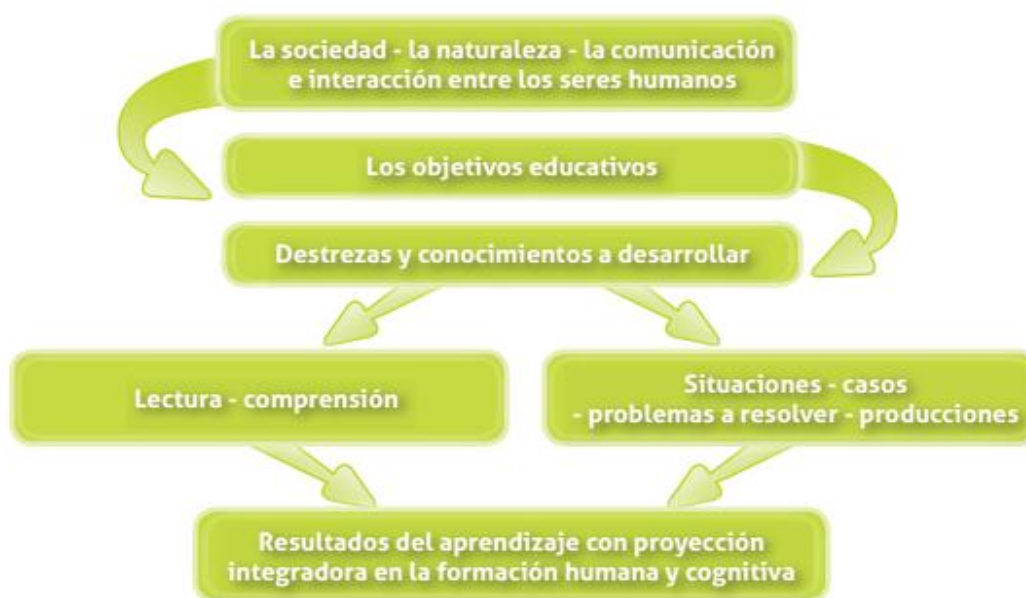 La sociedad - la naturaleza - la comunicación
e interacción entre los seres humanos
Los objetivos educativos
Destrezas y conocimientos a desarrollar
Lectura - comprensión
Situaciones - casos
- problemas a resolver - producciones
Resultados del aprendizaje con proyección
integradora en la formación humana y cognitiva